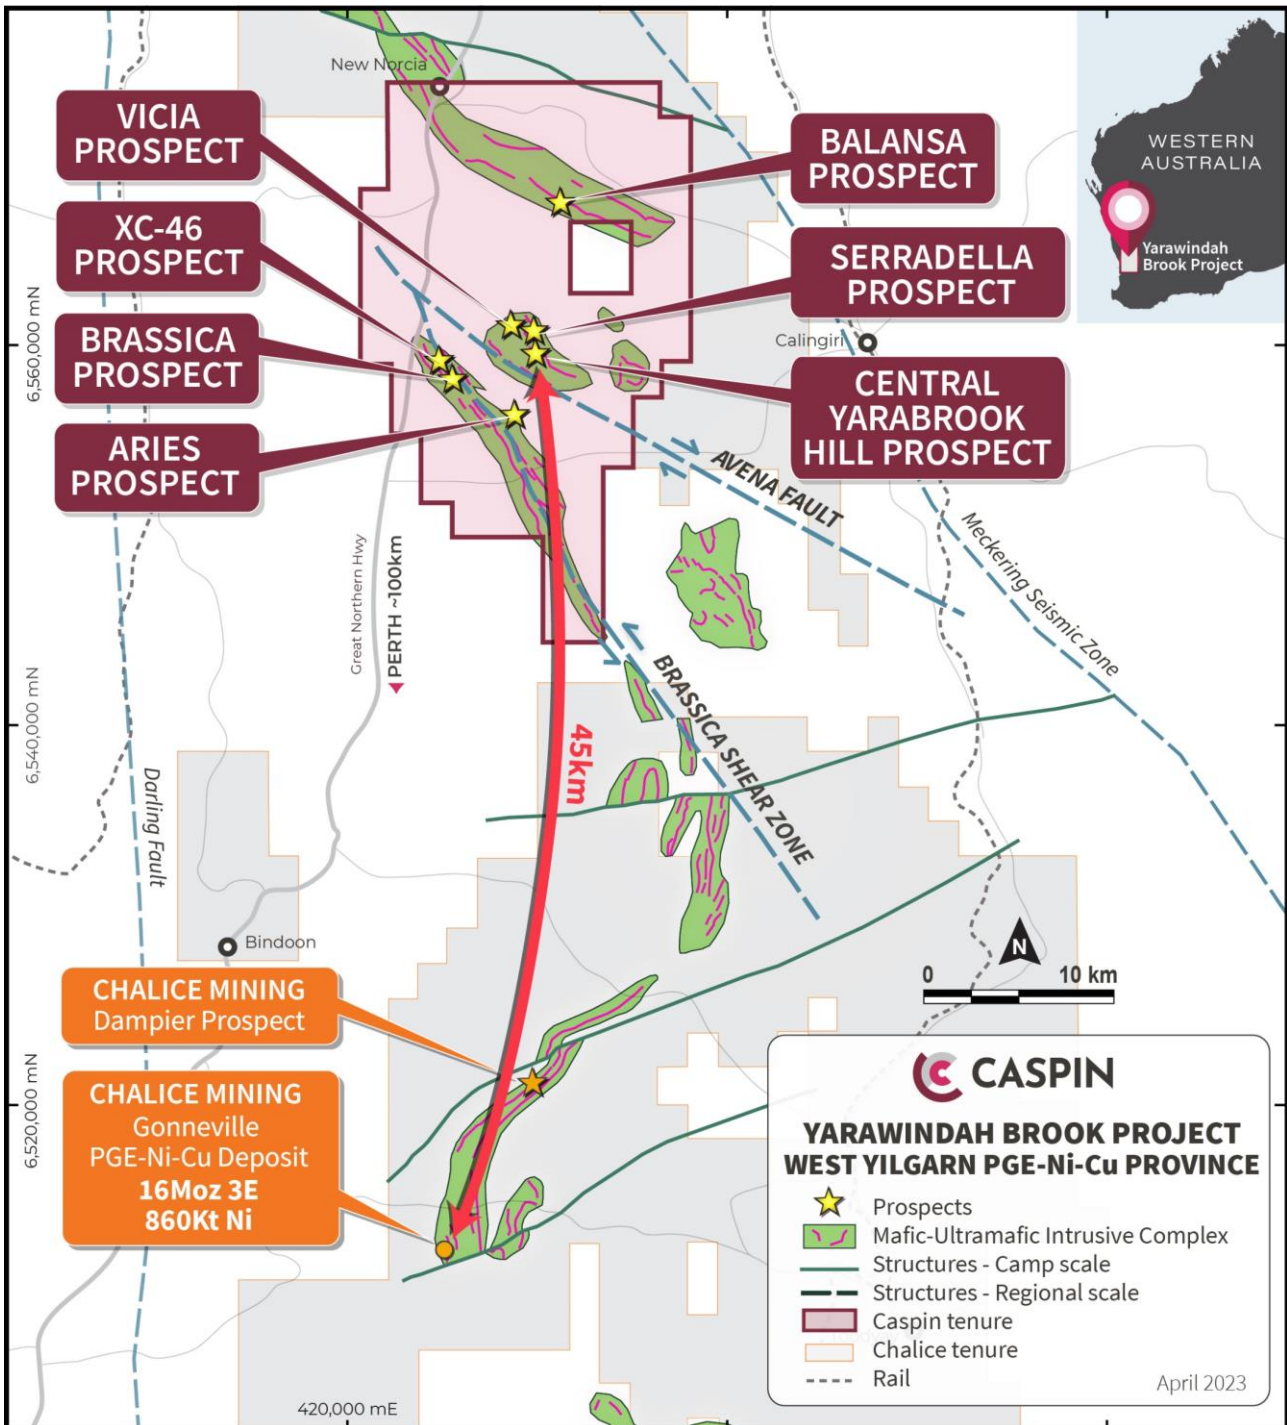 New Norcia
VICIA
PROSPECT
BALANSA
PROSPECT
WESTERN
AUSTRALIA
Yarawindah
Brook Project
XC-46
PROSPECT
SERRADELLA
PROSPECT
6,560,000 mN
BRASSICA
PROSPECT
Calingiri
CENTRAL
YARABROOK
HILL PROSPECT
ARIES
PROSPECT
AVENA FAULT
Meckering Seismic Zone
Great Northern Hwy
PERTH ~100km
BRASSICA SHEAR ZONE
6,540,000 mN
45km
Darling Fault
Bindoon
N
0 10 km
CHALICE MINING
Dampier Prospect
6,520,000 mN
CHALICE MINING
Gonneville
PGE-Ni-Cu Deposit
16Moz 3E
860Kt Ni
CASPIN
YARAWINDAH BROOK PROJECT
WEST YILGARN PGE-Ni-Cu PROVINCE
Prospects
Mafic-Ultramafic Intrusive Complex
Structures - Camp scale
Structures - Regional scale
Caspin tenure
Chalice tenure
Rail
April 2023
420,000 mE